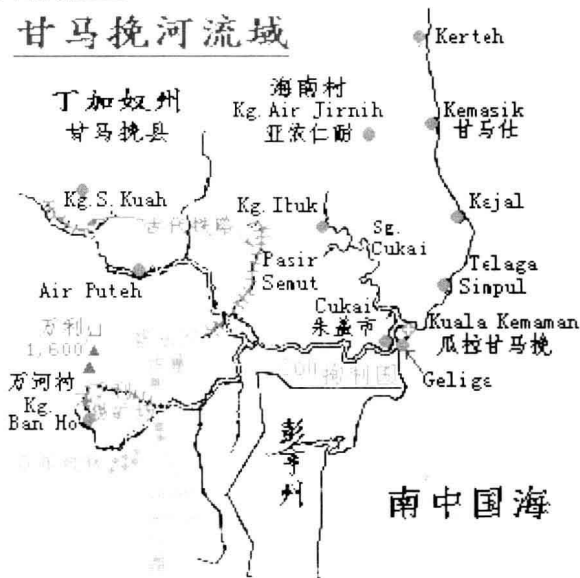 甘马挽河流域
Kerteh
丁加奴州
甘马挽县
海南村
Kg. Air Jirnih
亚依仁耐
Kemasik
甘马仕
Kg. S. Kuah
Kg. Ibuk
Kajal
Sg.
Cukai
Pasir
Semut
Air Puteh
Telaga
Simpul
Cukai
朱盖市
Kuala Kemaman
瓜拉甘马挽
Geliga
万利山
1,600
万河村
Kg.
Ban Ho
彭亨州
南中国海